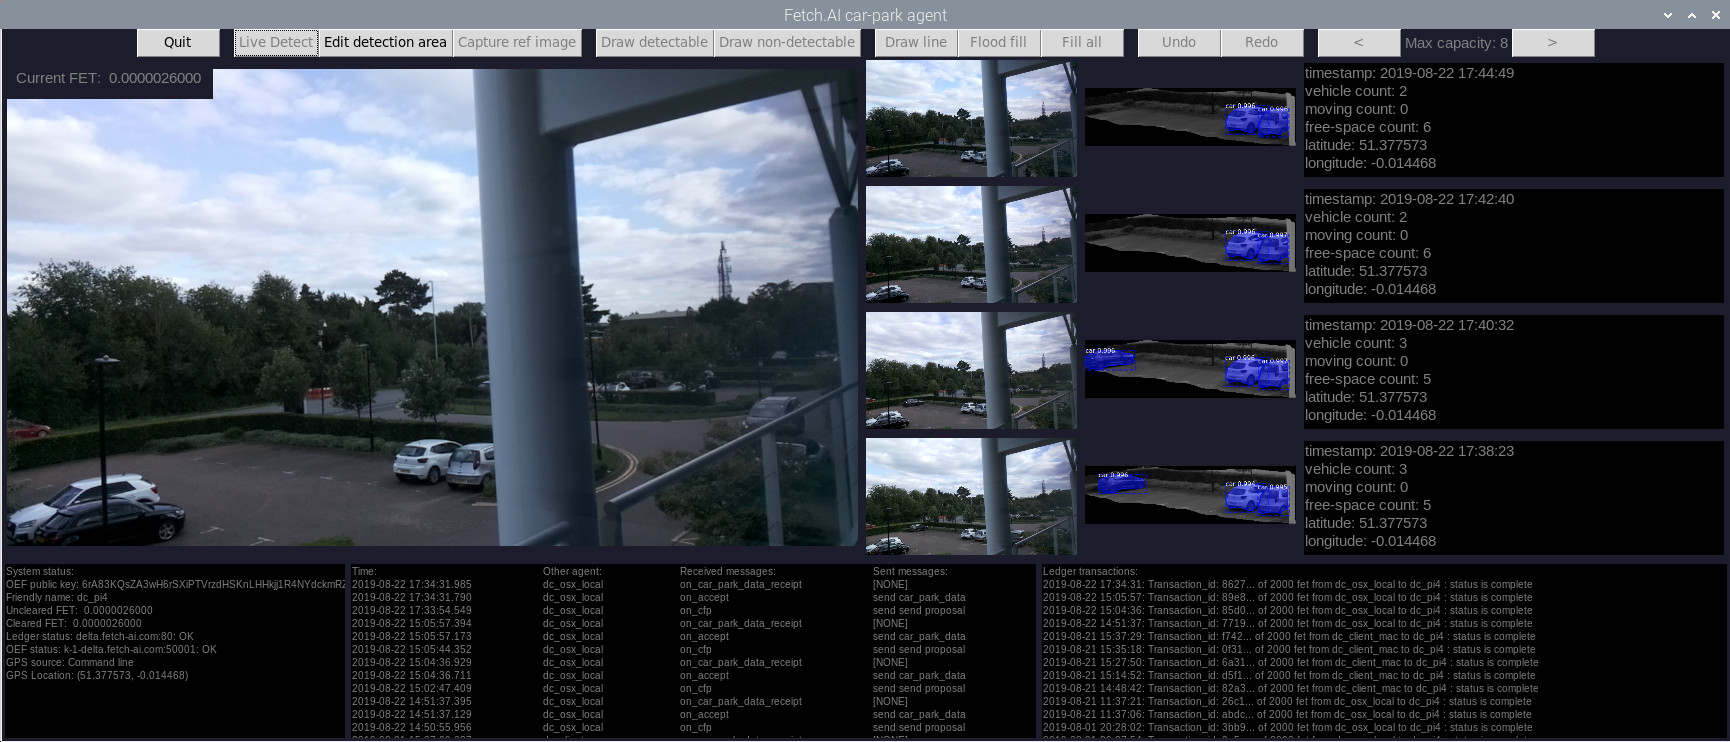 Fetch.AI car-park agent
Quit Live Detect Edit detection area Capture ref image Draw detectable Draw non-detectable Draw line Flood fill Fill all Undo Redo < Max capacity: 8 >
Current FET: 0.0000026000
car 0.996
timestamp: 2019-08-22 17:44:49
vehicle count: 2
moving count: 0
free-space count: 6
latitude: 51.377573
longitude: -0.014468
car 0.996 car 0.997
timestamp: 2019-08-22 17:42:40
vehicle count: 2
moving count: 0
free-space count: 6
latitude: 51.377573
longitude: -0.014468
car 0.996 car 0.996 car 0.997
timestamp: 2019-08-22 17:40:32
vehicle count: 3
moving count: 0
free-space count: 5
latitude: 51.377573
longitude: -0.014468
car 0.996 car 0.994 car 0.995
timestamp: 2019-08-22 17:38:23
vehicle count: 3
moving count: 0
free-space count: 5
latitude: 51.377573
longitude: -0.014468
System status:
OEF public key: 6rA83KQsZA3wH6rSXiPTVrzdHSKnLHHkjj1R4NYdckmRZ
Friendly name: dc_pi4
Uncleared FET: 0.0000026000
Cleared FET: 0.0000026000
Ledger status: delta.fetch-ai.com:80: OK
OEF status: k-1-delta.fetch-ai.com:50001: OK
GPS source: Command line
GPS Location: (51.377573, -0.014468)
Time: Other agent: Received messages: Sent messages:
2019-08-22 17:34:31.985 dc_osx_local on_car_park_data_receipt [NONE]
2019-08-22 17:34:31.790 dc_osx_local on_accept send car_park_data
2019-08-22 17:33:54.549 dc_osx_local on_cfp send send proposal
2019-08-22 15:05:57.394 dc_osx_local on_car_park_data_receipt [NONE]
2019-08-22 15:05:57.173 dc_osx_local on_accept send car_park_data
2019-08-22 15:05:44.352 dc_osx_local on_cfp send send proposal
2019-08-22 15:04:36.929 dc_osx_local on_car_park_data_receipt [NONE]
2019-08-22 15:04:36.711 dc_osx_local on_accept send car_park_data
2019-08-22 15:02:47.409 dc_osx_local on_cfp send send proposal
2019-08-22 14:51:37.395 dc_osx_local on_car_park_data_receipt [NONE]
2019-08-22 14:51:37.129 dc_osx_local on_accept send car_park_data
2019-08-22 14:50:55.956 dc_osx_local on_cfp send send proposal
Ledger transactions:
2019-08-22 17:34:31: Transaction_id: 8627... of 2000 fet from dc_osx_local to dc_pi4 : status is complete
2019-08-22 15:05:57: Transaction_id: 89e8... of 2000 fet from dc_osx_local to dc_pi4 : status is complete
2019-08-22 15:04:36: Transaction_id: 85d0... of 2000 fet from dc_osx_local to dc_pi4 : status is complete
2019-08-22 14:51:37: Transaction_id: 7719... of 2000 fet from dc_osx_local to dc_pi4 : status is complete
2019-08-21 15:37:29: Transaction_id: f742... of 2000 fet from dc_client_mac to dc_pi4 : status is complete
2019-08-21 15:35:18: Transaction_id: 0f31... of 2000 fet from dc_client_mac to dc_pi4 : status is complete
2019-08-21 15:27:50: Transaction_id: 6a31... of 2000 fet from dc_client_mac to dc_pi4 : status is complete
2019-08-21 15:14:52: Transaction_id: d5f1... of 2000 fet from dc_client_mac to dc_pi4 : status is complete
2019-08-21 14:48:42: Transaction_id: 82a3... of 2000 fet from dc_client_mac to dc_pi4 : status is complete
2019-08-21 11:37:21: Transaction_id: 26c1... of 2000 fet from dc_osx_local to dc_pi4 : status is complete
2019-08-21 11:37:06: Transaction_id: abdc... of 2000 fet from dc_osx_local to dc_pi4 : status is complete
2019-08-01 20:28:02: Transaction_id: 3bb9... of 2000 fet from dc_osx_local to dc_pi4 : status is complete